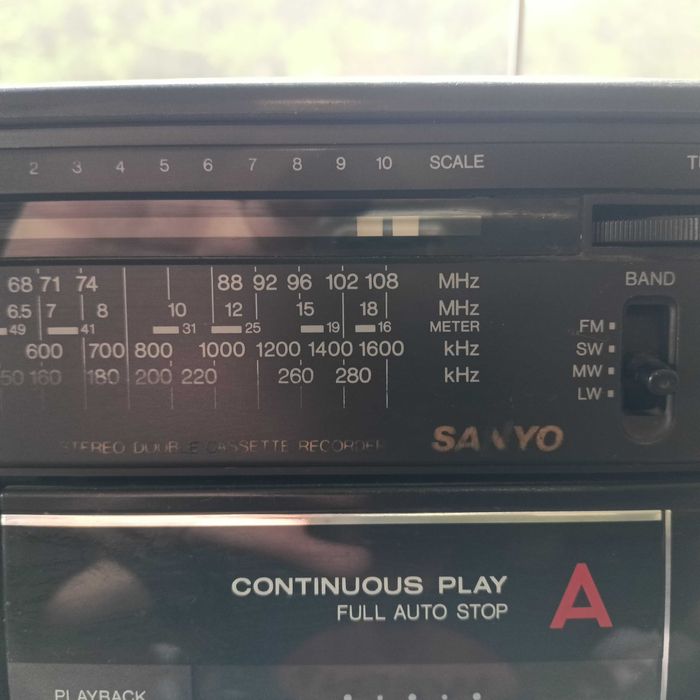 2 3 4 5 6 7 8 9 10 SCALE
68 71 74 88 92 96 102 108 MHz
BAND
6.5 7 8 10 12 15 18 MHz
49 41 31 25 19 16 METER
FM
600 700 800 1000 1200 1400 1600 kHz
SW
160 180 200 220 260 280 kHz
MW
LW
STEREO DOUBLE CASSETTE RECORDER
SANYO
CONTINUOUS PLAY
FULL AUTO STOP
A
PLAYBACK